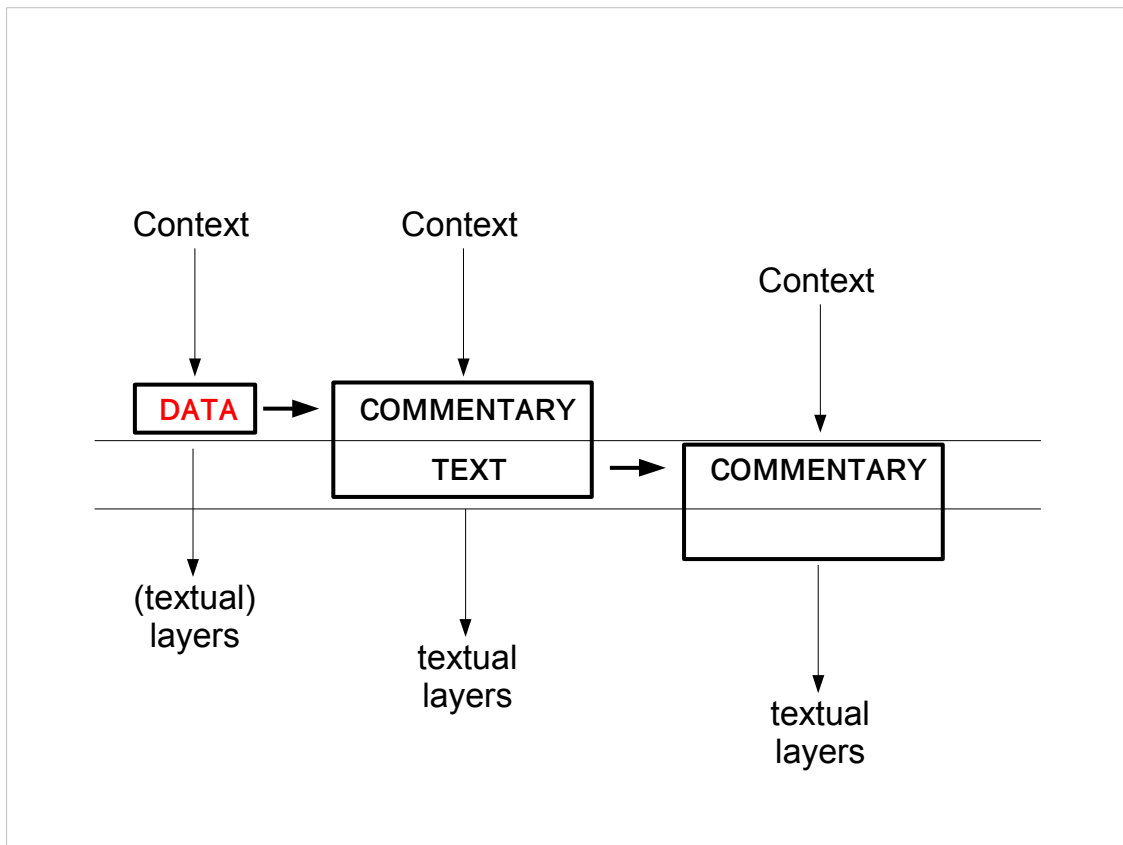 Context
Context
Context
DATA
COMMENTARY
TEXT
COMMENTARY
(textual)
layers
textual
layers
textual
layers